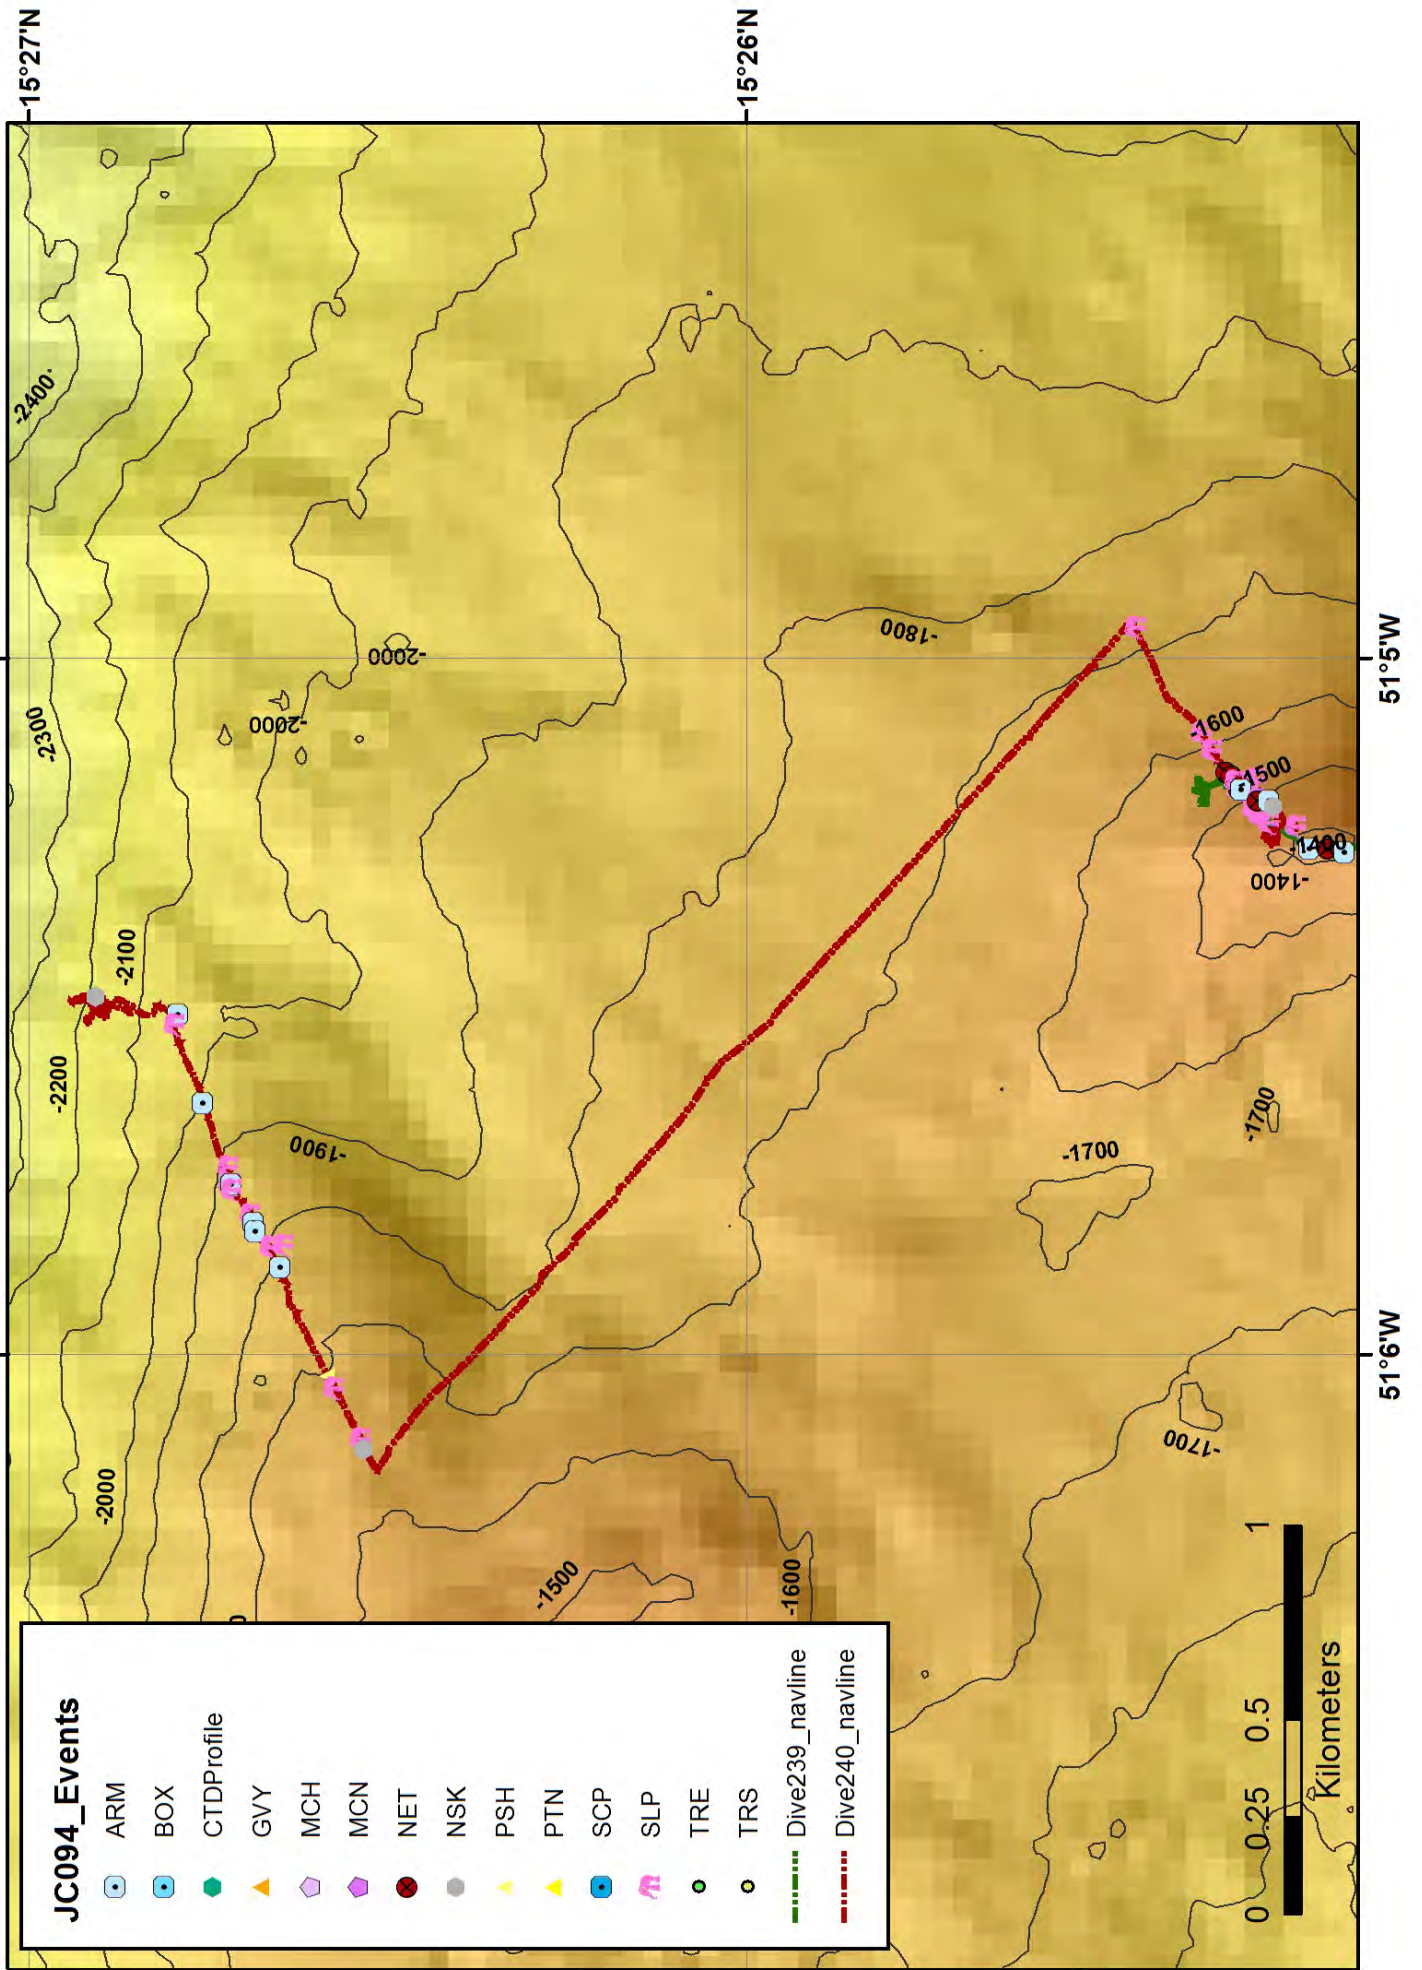 15°27'N
15°26'N
51°5'W
51°6'W
-2400
-2300
-2000
-2000
-1800
-1600
-1500
-1400
-1400
-2100
-2200
-1900
-1700
-1700
-1700
-2000
-1500
-1600
0
JC094_Events
ARM
BOX
CTDProfile
GVY
MCH
MCN
NET
NSK
PSH
PTN
SCP
SLP
TRE
TRS
Dive239_navline
Dive240_navline
0 0.25 0.5 1
Kilometers